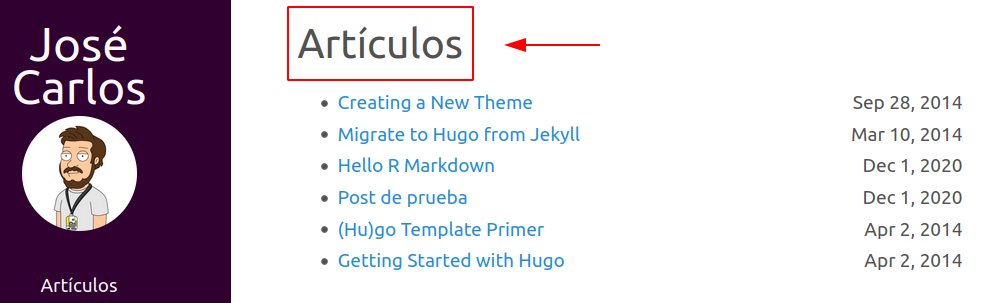 José
Carlos
Artículos
Artículos
Creating a New Theme Sep 28, 2014
Migrate to Hugo from Jekyll Mar 10, 2014
Hello R Markdown Dec 1, 2020
Post de prueba Dec 1, 2020
(Hu)go Template Primer Apr 2, 2014
Getting Started with Hugo Apr 2, 2014